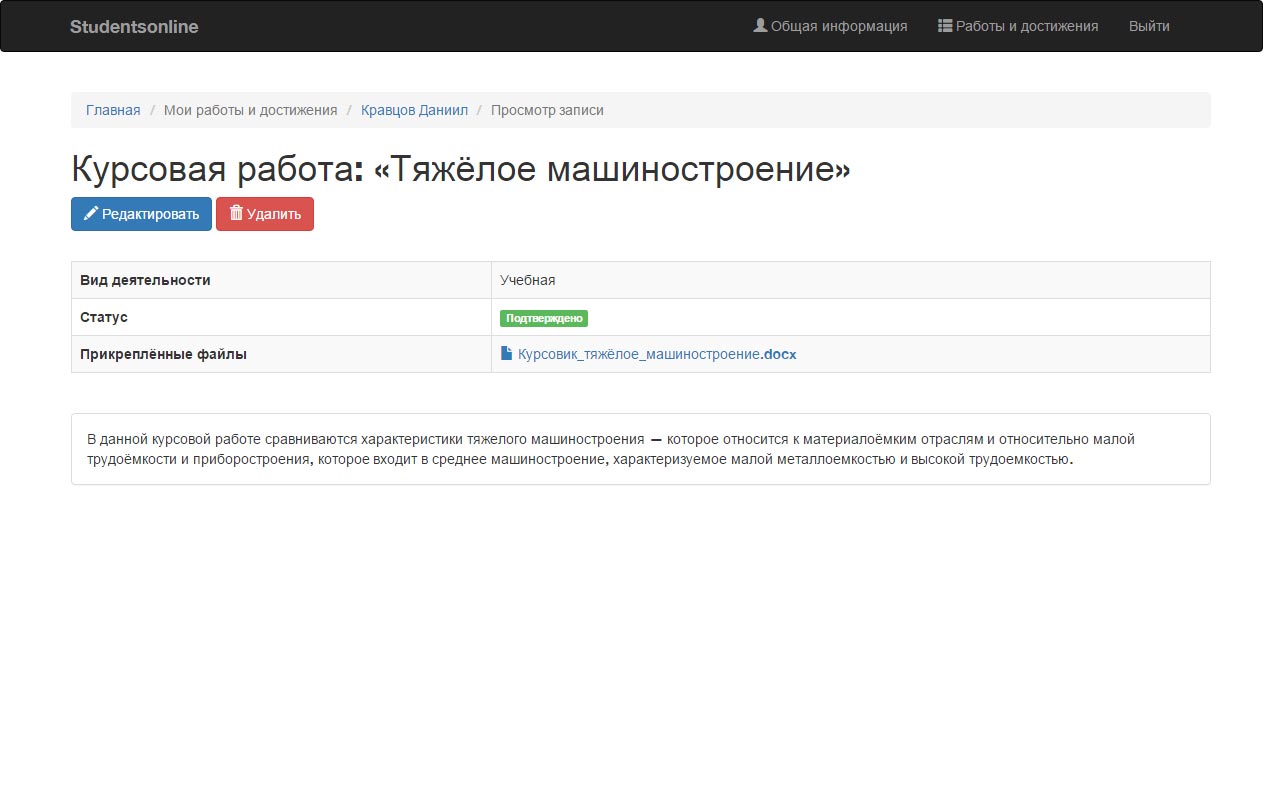 Studentsonline Общая информация Работы и достижения Выйти
Главная / Мои работы и достижения / Кравцов Даниил / Просмотр записи
Курсовая работа: «Тяжёлое машиностроение»
Редактировать Удалить
Вид деятельности Учебная
Статус Подтверждено
Прикреплённые файлы Курсовик_тяжёлое_машиностроение.docx
В данной курсовой работе сравниваются характеристики тяжелого машиностроения — которое относится к материалоёмким отраслям и относительно малой
трудоёмкости и приборостроения, которое входит в среднее машиностроение, характеризуемое малой металлоемкостью и высокой трудоемкостью.